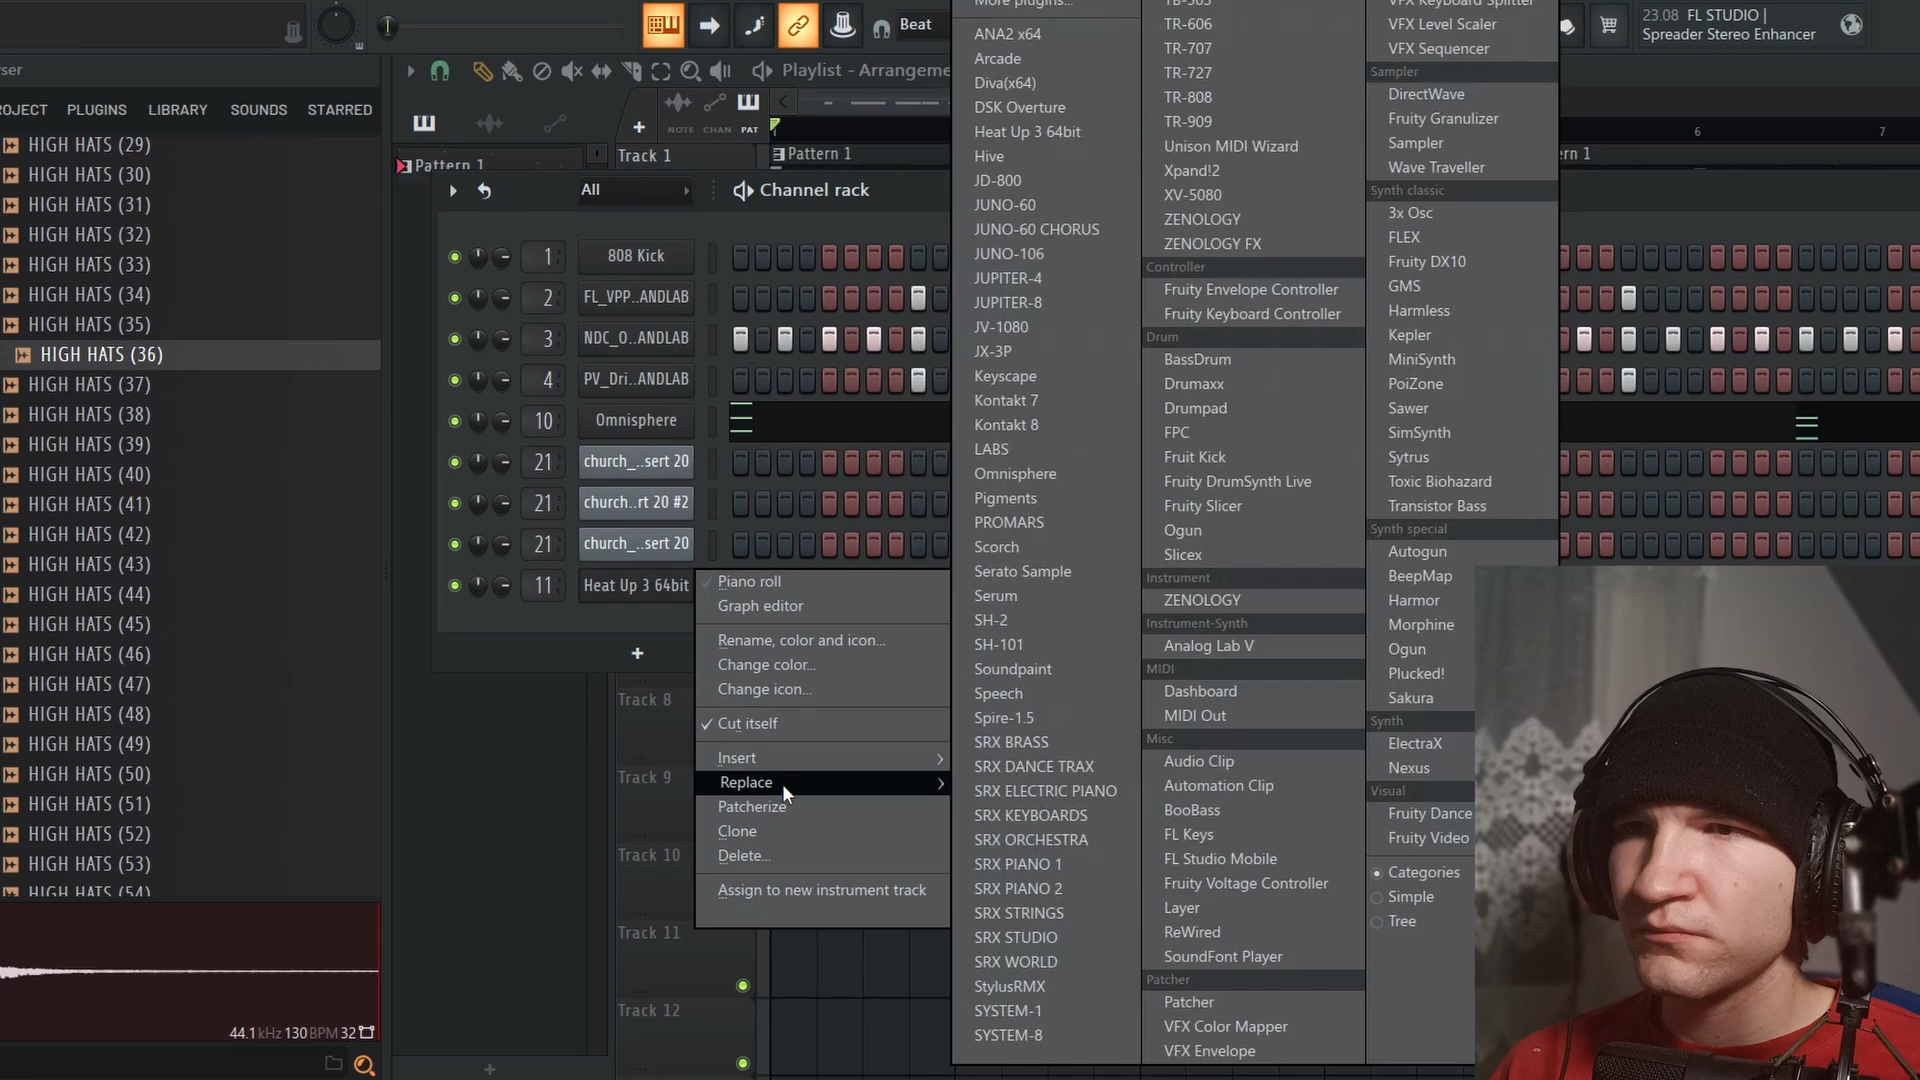 Beat
23.08 FL STUDIO |
Spreader Stereo Enhancer
ser
ROJECT PLUGINS LIBRARY SOUNDS STARRED
HIGH HATS (29)
HIGH HATS (30)
HIGH HATS (31)
HIGH HATS (32)
HIGH HATS (33)
HIGH HATS (34)
HIGH HATS (35)
HIGH HATS (36)
HIGH HATS (37)
HIGH HATS (38)
HIGH HATS (39)
HIGH HATS (40)
HIGH HATS (41)
HIGH HATS (42)
HIGH HATS (43)
HIGH HATS (44)
HIGH HATS (45)
HIGH HATS (46)
HIGH HATS (47)
HIGH HATS (48)
HIGH HATS (49)
HIGH HATS (50)
HIGH HATS (51)
HIGH HATS (52)
HIGH HATS (53)
HIGH HATS (54)
44.1 kHz 130 BPM 32
Playlist - Arrangeme
NOTE CHAN PAT
Pattern 1
Track 1
Pattern 1
6
7
rn 1
All
Channel rack
1 808 Kick
2 FL_VPP..ANDLAB
3 NDC_O..ANDLAB
4 PV_Dri..ANDLAB
10 Omnisphere
21 church_..sert 20
21 church..rt 20 #2
21 church_..sert 20
11 Heat Up 3 64bit
Track 8
Track 9
Track 10
Track 11
Track 12
Piano roll
Graph editor
Rename, color and icon...
Change color...
Change icon...
Cut itself
Insert
Replace
Patcherize
Clone
Delete...
Assign to new instrument track
More plugins...
ANA2 x64
Arcade
Diva(x64)
DSK Overture
Heat Up 3 64bit
Hive
JD-800
JUNO-60
JUNO-60 CHORUS
JUNO-106
JUPITER-4
JUPITER-8
JV-1080
JX-3P
Keyscape
Kontakt 7
Kontakt 8
LABS
Omnisphere
Pigments
PROMARS
Scorch
Serato Sample
Serum
SH-2
SH-101
Soundpaint
Speech
Spire-1.5
SRX BRASS
SRX DANCE TRAX
SRX ELECTRIC PIANO
SRX KEYBOARDS
SRX ORCHESTRA
SRX PIANO 1
SRX PIANO 2
SRX STRINGS
SRX STUDIO
SRX WORLD
StylusRMX
SYSTEM-1
SYSTEM-8
TB-303
TR-606
TR-707
TR-727
TR-808
TR-909
Unison MIDI Wizard
Xpand!2
XV-5080
ZENOLOGY
ZENOLOGY FX
Controller
Fruity Envelope Controller
Fruity Keyboard Controller
Drum
BassDrum
Drumaxx
Drumpad
FPC
Fruit Kick
Fruity DrumSynth Live
Fruity Slicer
Ogun
Slicex
Instrument
ZENOLOGY
Instrument-Synth
Analog Lab V
MIDI
Dashboard
MIDI Out
Misc
Audio Clip
Automation Clip
BooBass
FL Keys
FL Studio Mobile
Fruity Voltage Controller
Layer
ReWired
SoundFont Player
Patcher
Patcher
VFX Color Mapper
VFX Envelope
VFX Keyboard Splitter
VFX Level Scaler
VFX Sequencer
Sampler
DirectWave
Fruity Granulizer
Sampler
Wave Traveller
Synth classic
3x Osc
FLEX
Fruity DX10
GMS
Harmless
Kepler
MiniSynth
PoiZone
Sawer
SimSynth
Sytrus
Toxic Biohazard
Transistor Bass
Synth special
Autogun
BeepMap
Harmor
Morphine
Ogun
Plucked!
Sakura
Synth
ElectraX
Nexus
Visual
Fruity Dance
Fruity Video
Categories
Simple
Tree